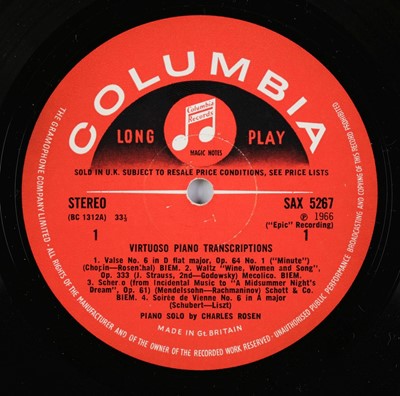 COLUMBIA
Columbia
Records
LONG PLAY
MAGIC NOTES
SOLD IN U.K. SUBJECT TO RESALE PRICE CONDITIONS, SEE PRICE LISTS
STEREO SAX 5267
(BC 1312A) 33⅓ ℗ 1966
("Epic" Recording)
1 1
VIRTUOSO PIANO TRANSCRIPTIONS
1. Valse No. 6 in D flat major, Op. 64 No. 1 "Minute")
(Chopin—Rosen:hal) BIEM. 2. Waltz "Wine, Women and Song",
Op. 333 (J. Strauss, 2nd—Godowsky) Mecolico. BIEM.
3. Scher.o (from Incidental Music to "A Midsummer Night's
Dream", Op. 61) (Mendelssohn—Rachmaninov) Schott & Co.
BIEM. 4. Soirée de Vienne No. 6 in A major
(Schubert—Liszt)
PIANO SOLO by CHARLES ROSEN
MADE IN Gt. BRITAIN
THE GRAMOPHONE COMPANY LIMITED. · ALL RIGHTS OF THE MANUFACTURER AND OF THE OWNER OF THE RECORDED WORK RESERVED · UNAUTHORISED PUBLIC PERFORMANCE BROADCASTING AND COPYING OF THIS RECORD PROHIBITED